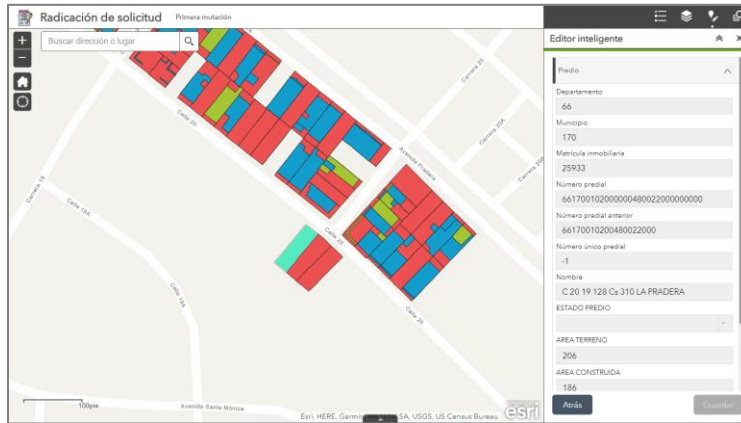 Radicación de solicitud Primera mutación
Buscar dirección o lugar
Editor inteligente
Predio
Departamento
66
Municipio
170
Matrícula inmobiliaria
25933
Número predial
661700102000000480022000000000
Número predial anterior
66170010200480022000
Número único predial
-1
Nombre
C 20 19 128 Cs 310 LA PRADERA
ESTADO PREDIO
AREA TERRENO
206
AREA CONSTRUIDA
186
Atrás
Guardar
Calle 20
Carrera 20
Carrera 20A
Carrera 20B
Avenida Pradera
Calle 20
Calle 20
Calle 18A
Calle 18A
Avenida Santa Mónica
100pie
Esri, HERE, Garmin
SA, USGS, US Census Bureau
esri